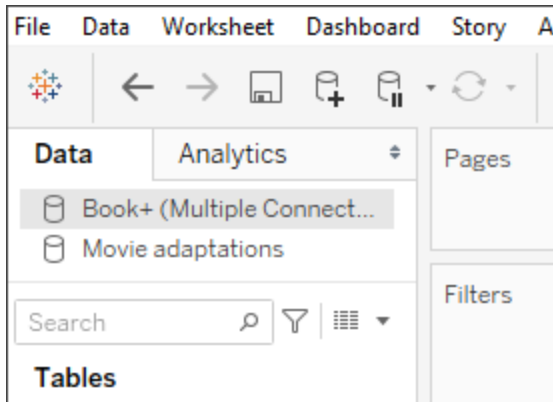 File Data Worksheet Dashboard Story A
Data Analytics
Pages
Book+ (Multiple Connect...
Movie adaptations
Filters
Search
Tables